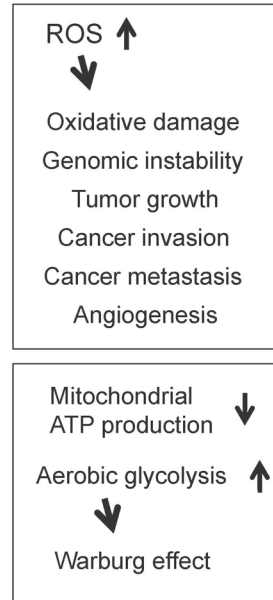 ROS
Oxidative damage
Genomic instability
Tumor growth
Cancer invasion
Cancer metastasis
Angiogenesis
Mitochondrial
ATP production
Aerobic glycolysis
Warburg effect